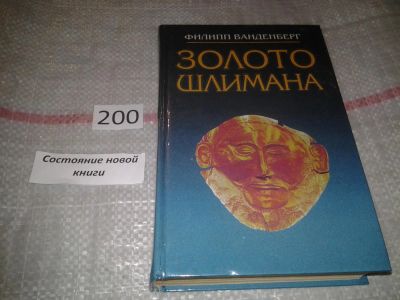 ФИЛИПП ВАНДЕНБЕРГ
ЗОЛОТО
ШЛИМАНА
200
Состояние новой
книги